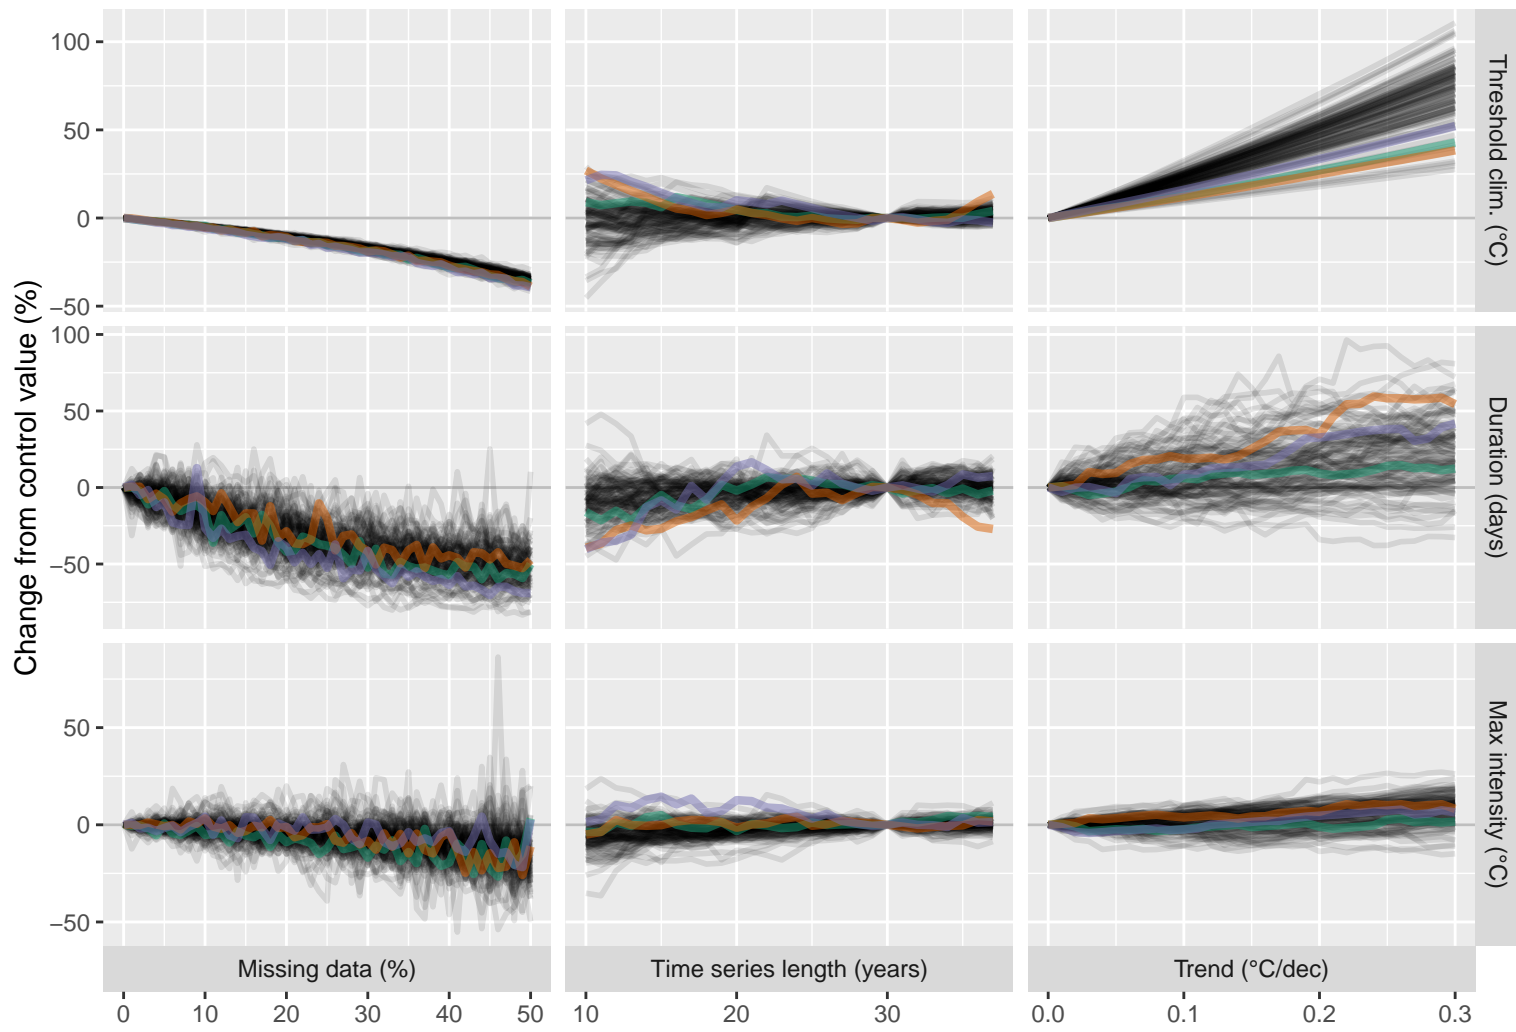 Change from control value (%)
100
50
0
−50
Threshold clim. (°C)
100
50
0
−50
Duration (days)
50
0
−50
Max intensity (°C)
Missing data (%)
Time series length (years)
Trend (°C/dec)
0 10 20 30 40 50
10 20 30
0.0 0.1 0.2 0.3